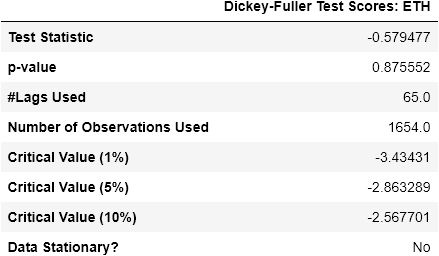 Dickey-Fuller Test Scores: ETH
Test Statistic -0.579477
p-value 0.875552
#Lags Used 65.0
Number of Observations Used 1654.0
Critical Value (1%) -3.43431
Critical Value (5%) -2.863289
Critical Value (10%) -2.567701
Data Stationary? No